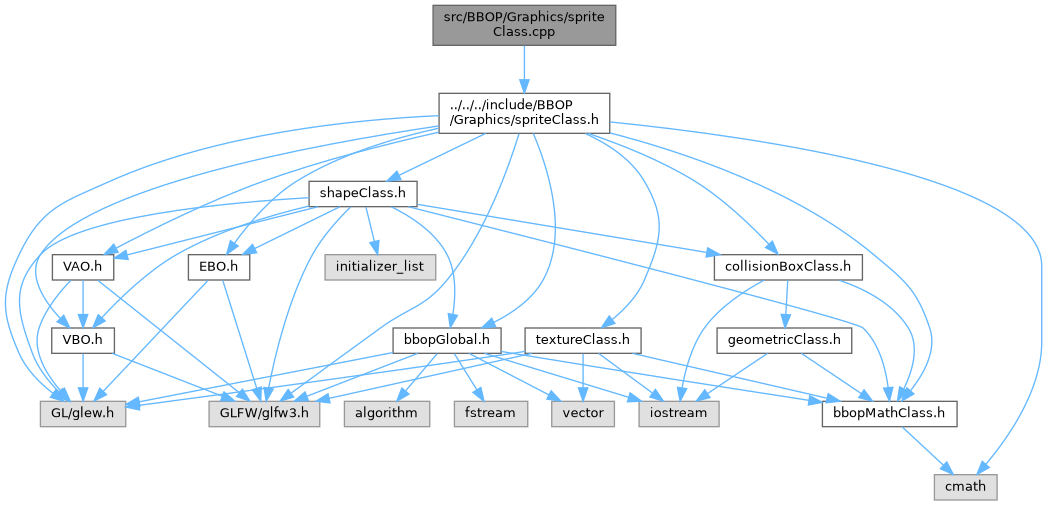 src/BBOP/Graphics/sprite
Class.cpp
../../../include/BBOP
/Graphics/spriteClass.h
shapeClass.h
VAO.h
EBO.h
initializer_list
collisionBoxClass.h
VBO.h
bbopGlobal.h
textureClass.h
geometricClass.h
GL/glew.h
GLFW/glfw3.h
algorithm
fstream
vector
iostream
bbopMathClass.h
cmath